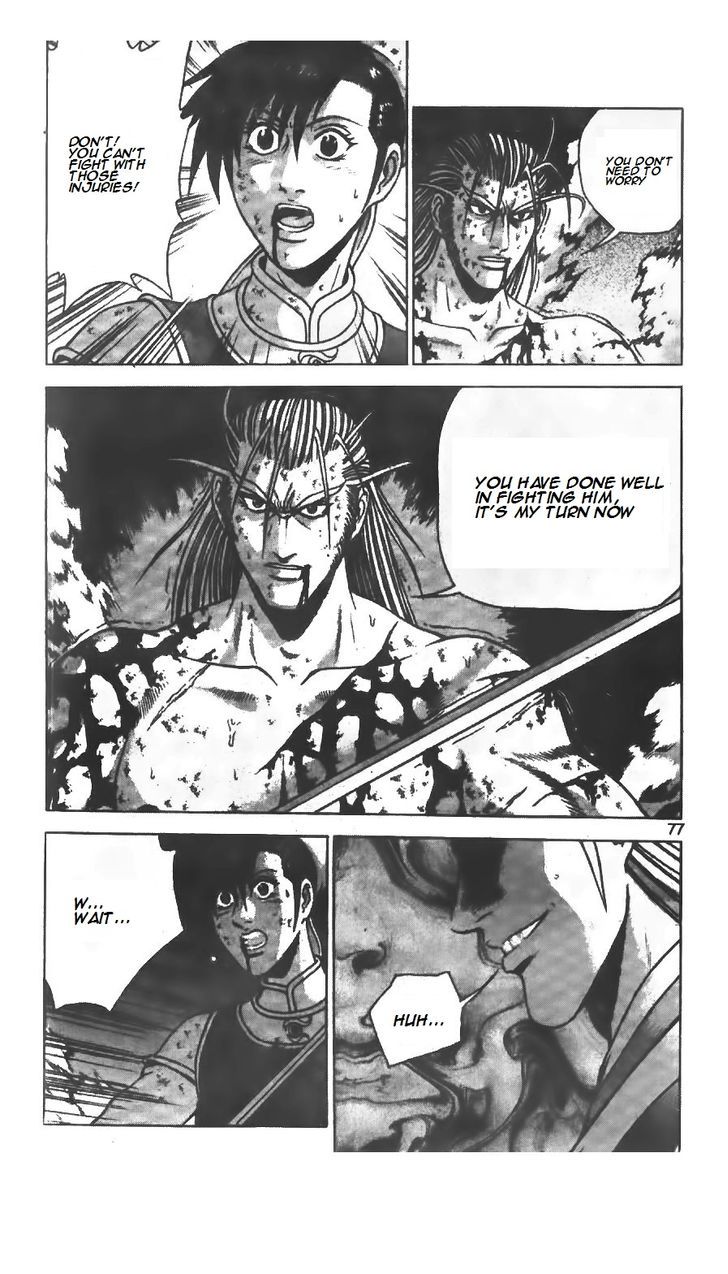 DON'T!
YOU CAN'T
FIGHT WITH
THOSE
INJURIES!
YOU DON'T
NEED TO
WORRY
YOU HAVE DONE WELL
IN FIGHTING HIM,
IT'S MY TURN NOW
77
W...
WAIT...
HUH...